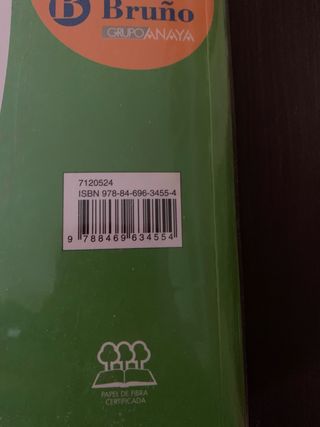 B Bruño
GRUPO ANAYA
7120524
ISBN 978-84-696-3455-4
9 788469 634554
PAPEL DE FIBRA
CERTIFICADA